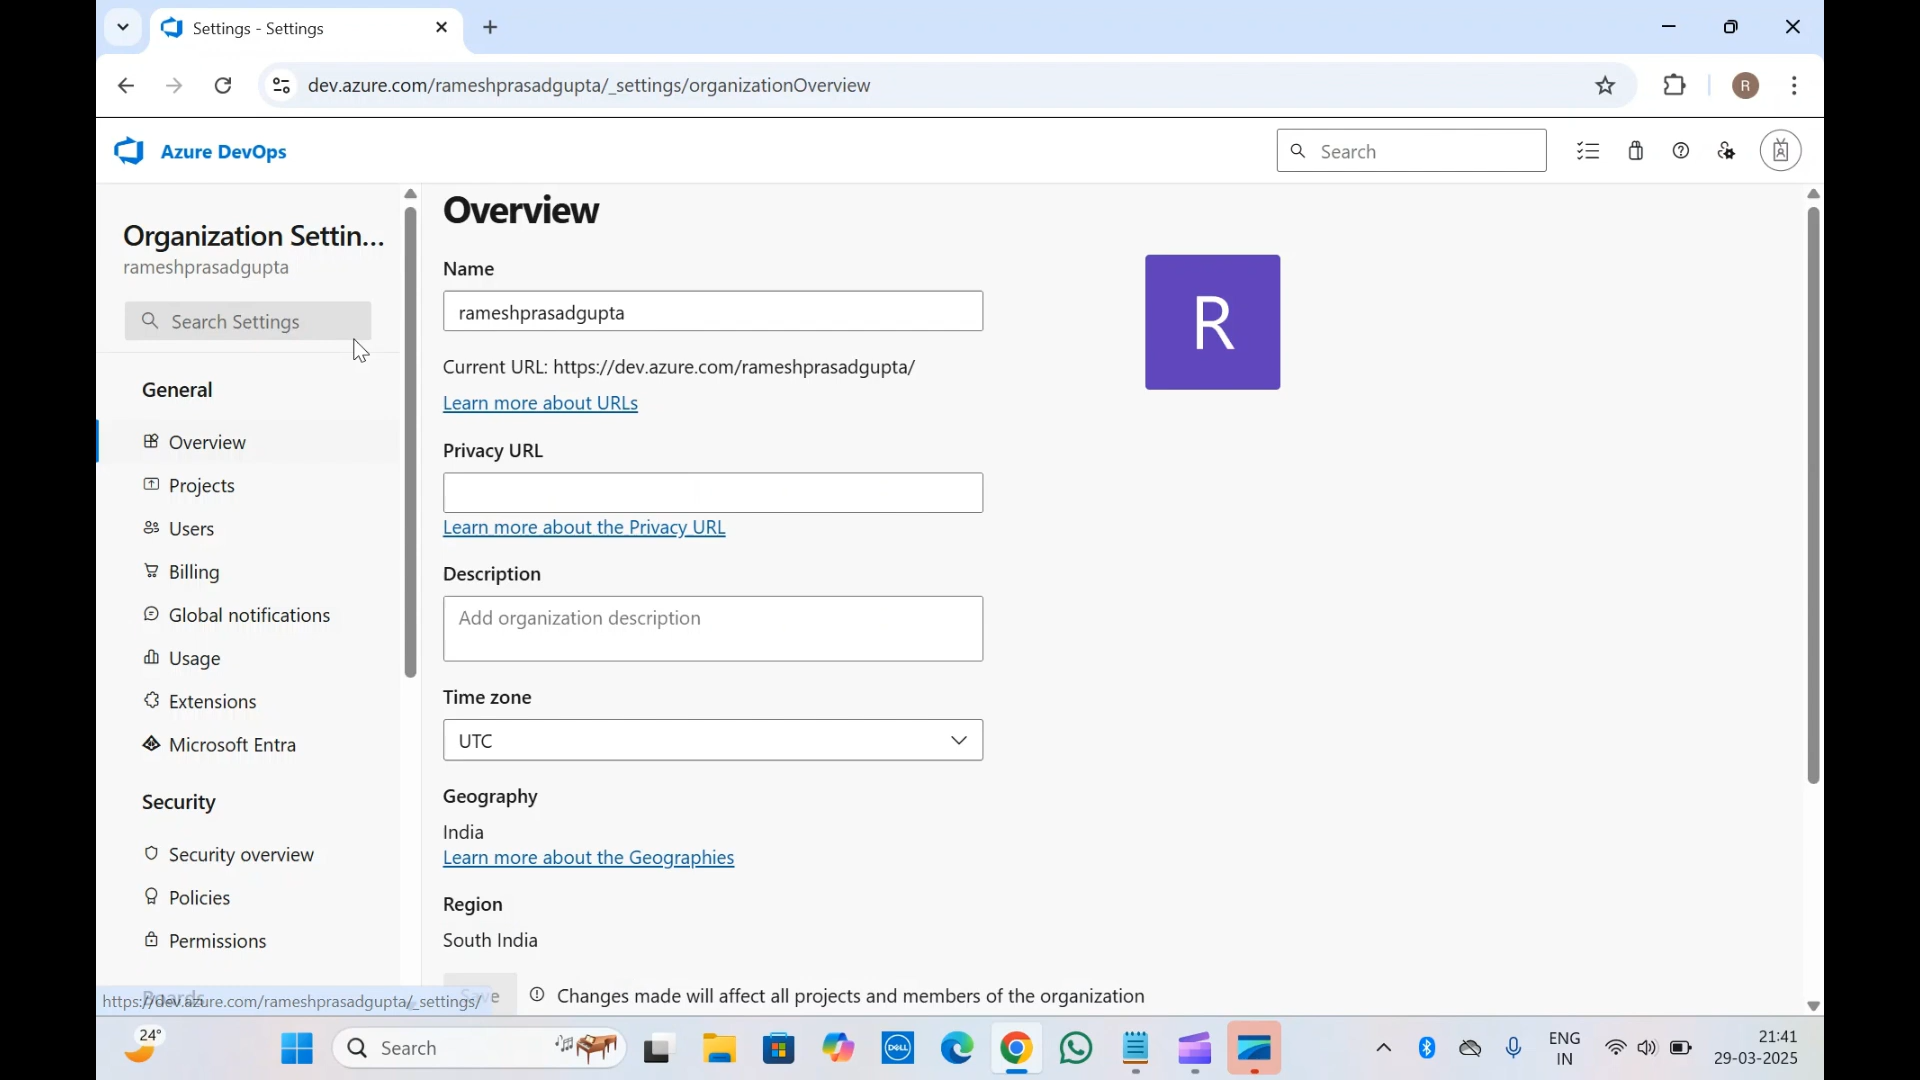 Settings - Settings
dev.azure.com/rameshprasadgupta/_settings/organizationOverview
R
Azure DevOps
Search
Organization Settin...
rameshprasadgupta
Search Settings
General
Overview
Projects
Users
Billing
Global notifications
Usage
Extensions
Microsoft Entra
Security
Security overview
Policies
Permissions
Boards
https://dev.azure.com/rameshprasadgupta/_settings/
Overview
Name
rameshprasadgupta
Current URL: https://dev.azure.com/rameshprasadgupta/
Learn more about URLs
Privacy URL
Learn more about the Privacy URL
Description
Add organization description
Time zone
UTC
Geography
India
Learn more about the Geographies
Region
South India
Save
Changes made will affect all projects and members of the organization
R
24°
Search
DELL
ENG
IN
21:41
29-03-2025